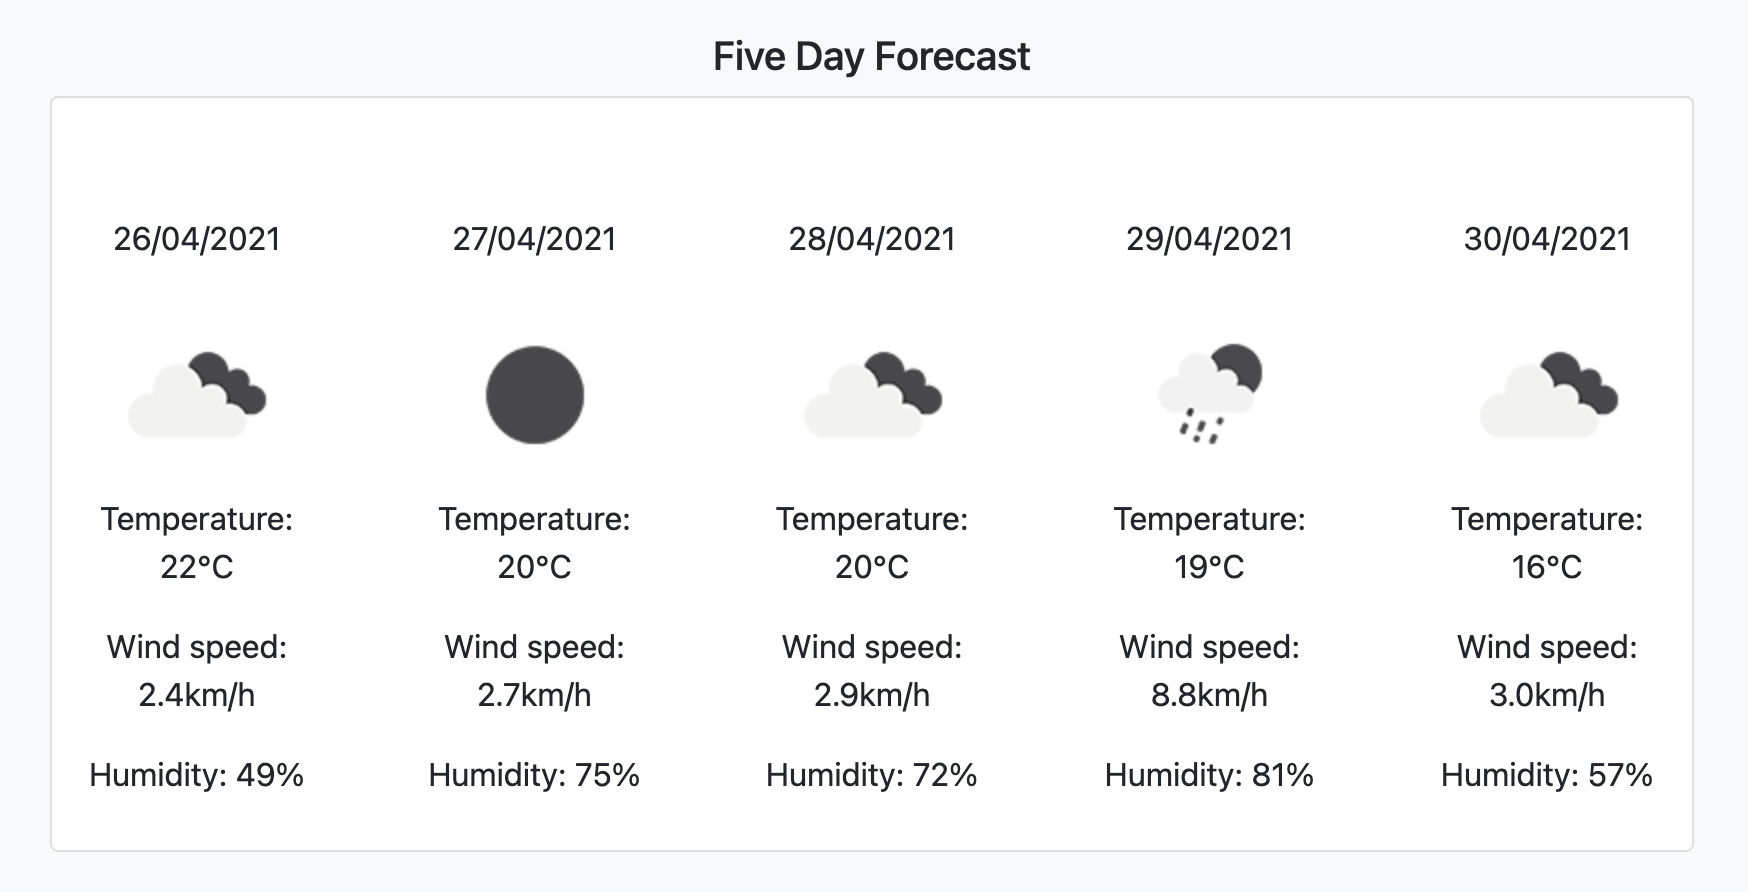 Five Day Forecast
26/04/2021
27/04/2021
28/04/2021
29/04/2021
30/04/2021
Temperature:
22°C
Temperature:
20°C
Temperature:
20°C
Temperature:
19°C
Temperature:
16°C
Wind speed:
2.4km/h
Wind speed:
2.7km/h
Wind speed:
2.9km/h
Wind speed:
8.8km/h
Wind speed:
3.0km/h
Humidity: 49%
Humidity: 75%
Humidity: 72%
Humidity: 81%
Humidity: 57%